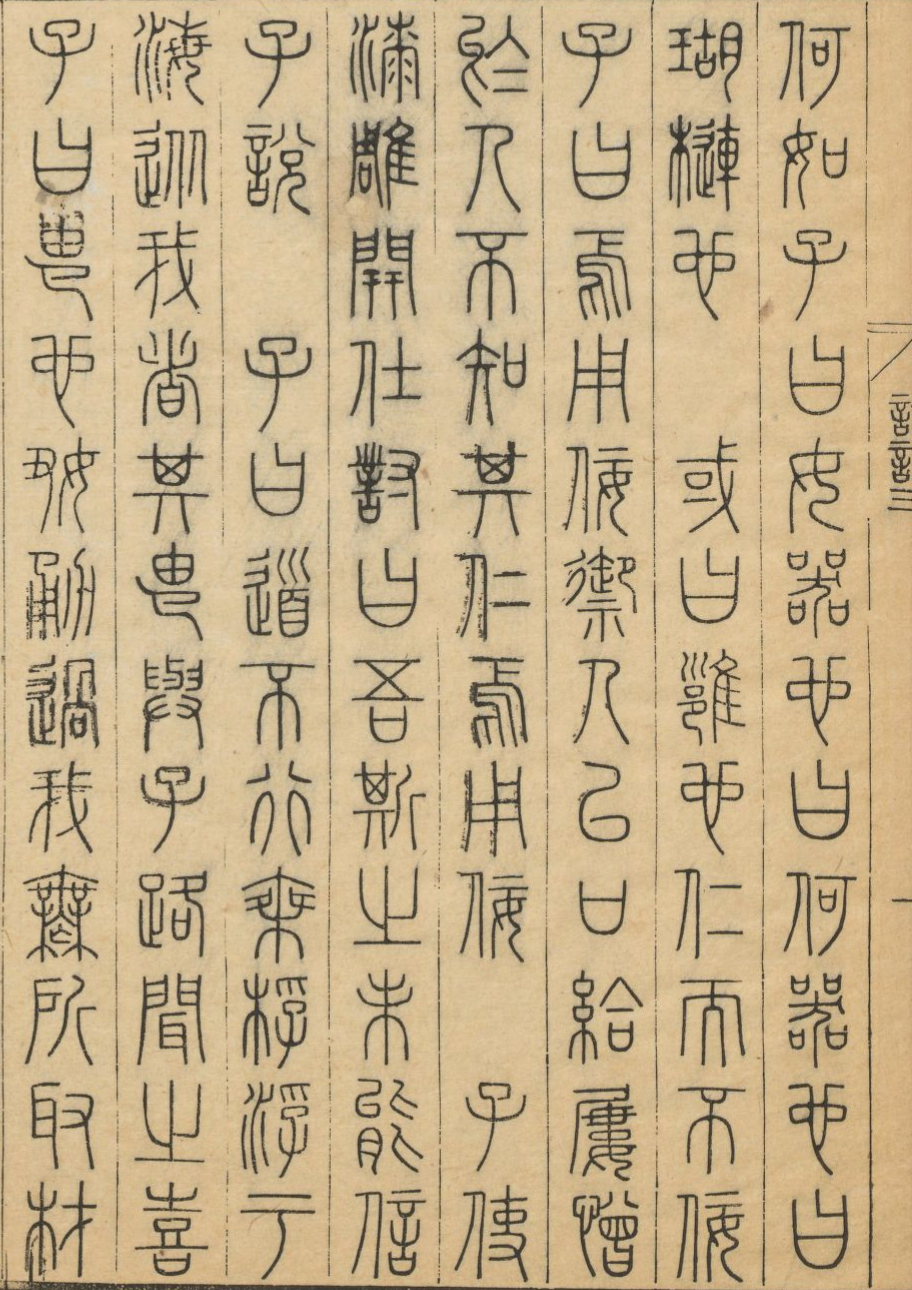 何如子曰女器也曰何器也曰
瑚槤也　或曰雝也仁而不佞
子曰焉用佞禦人以口給屢憎
於人不知其仁焉用佞　子使
漆雕開仕對曰吾斯之未能信
子說　子曰道不行乘桴浮于
海從我者其由與子路聞之喜
子曰由也好勇過我無所取材